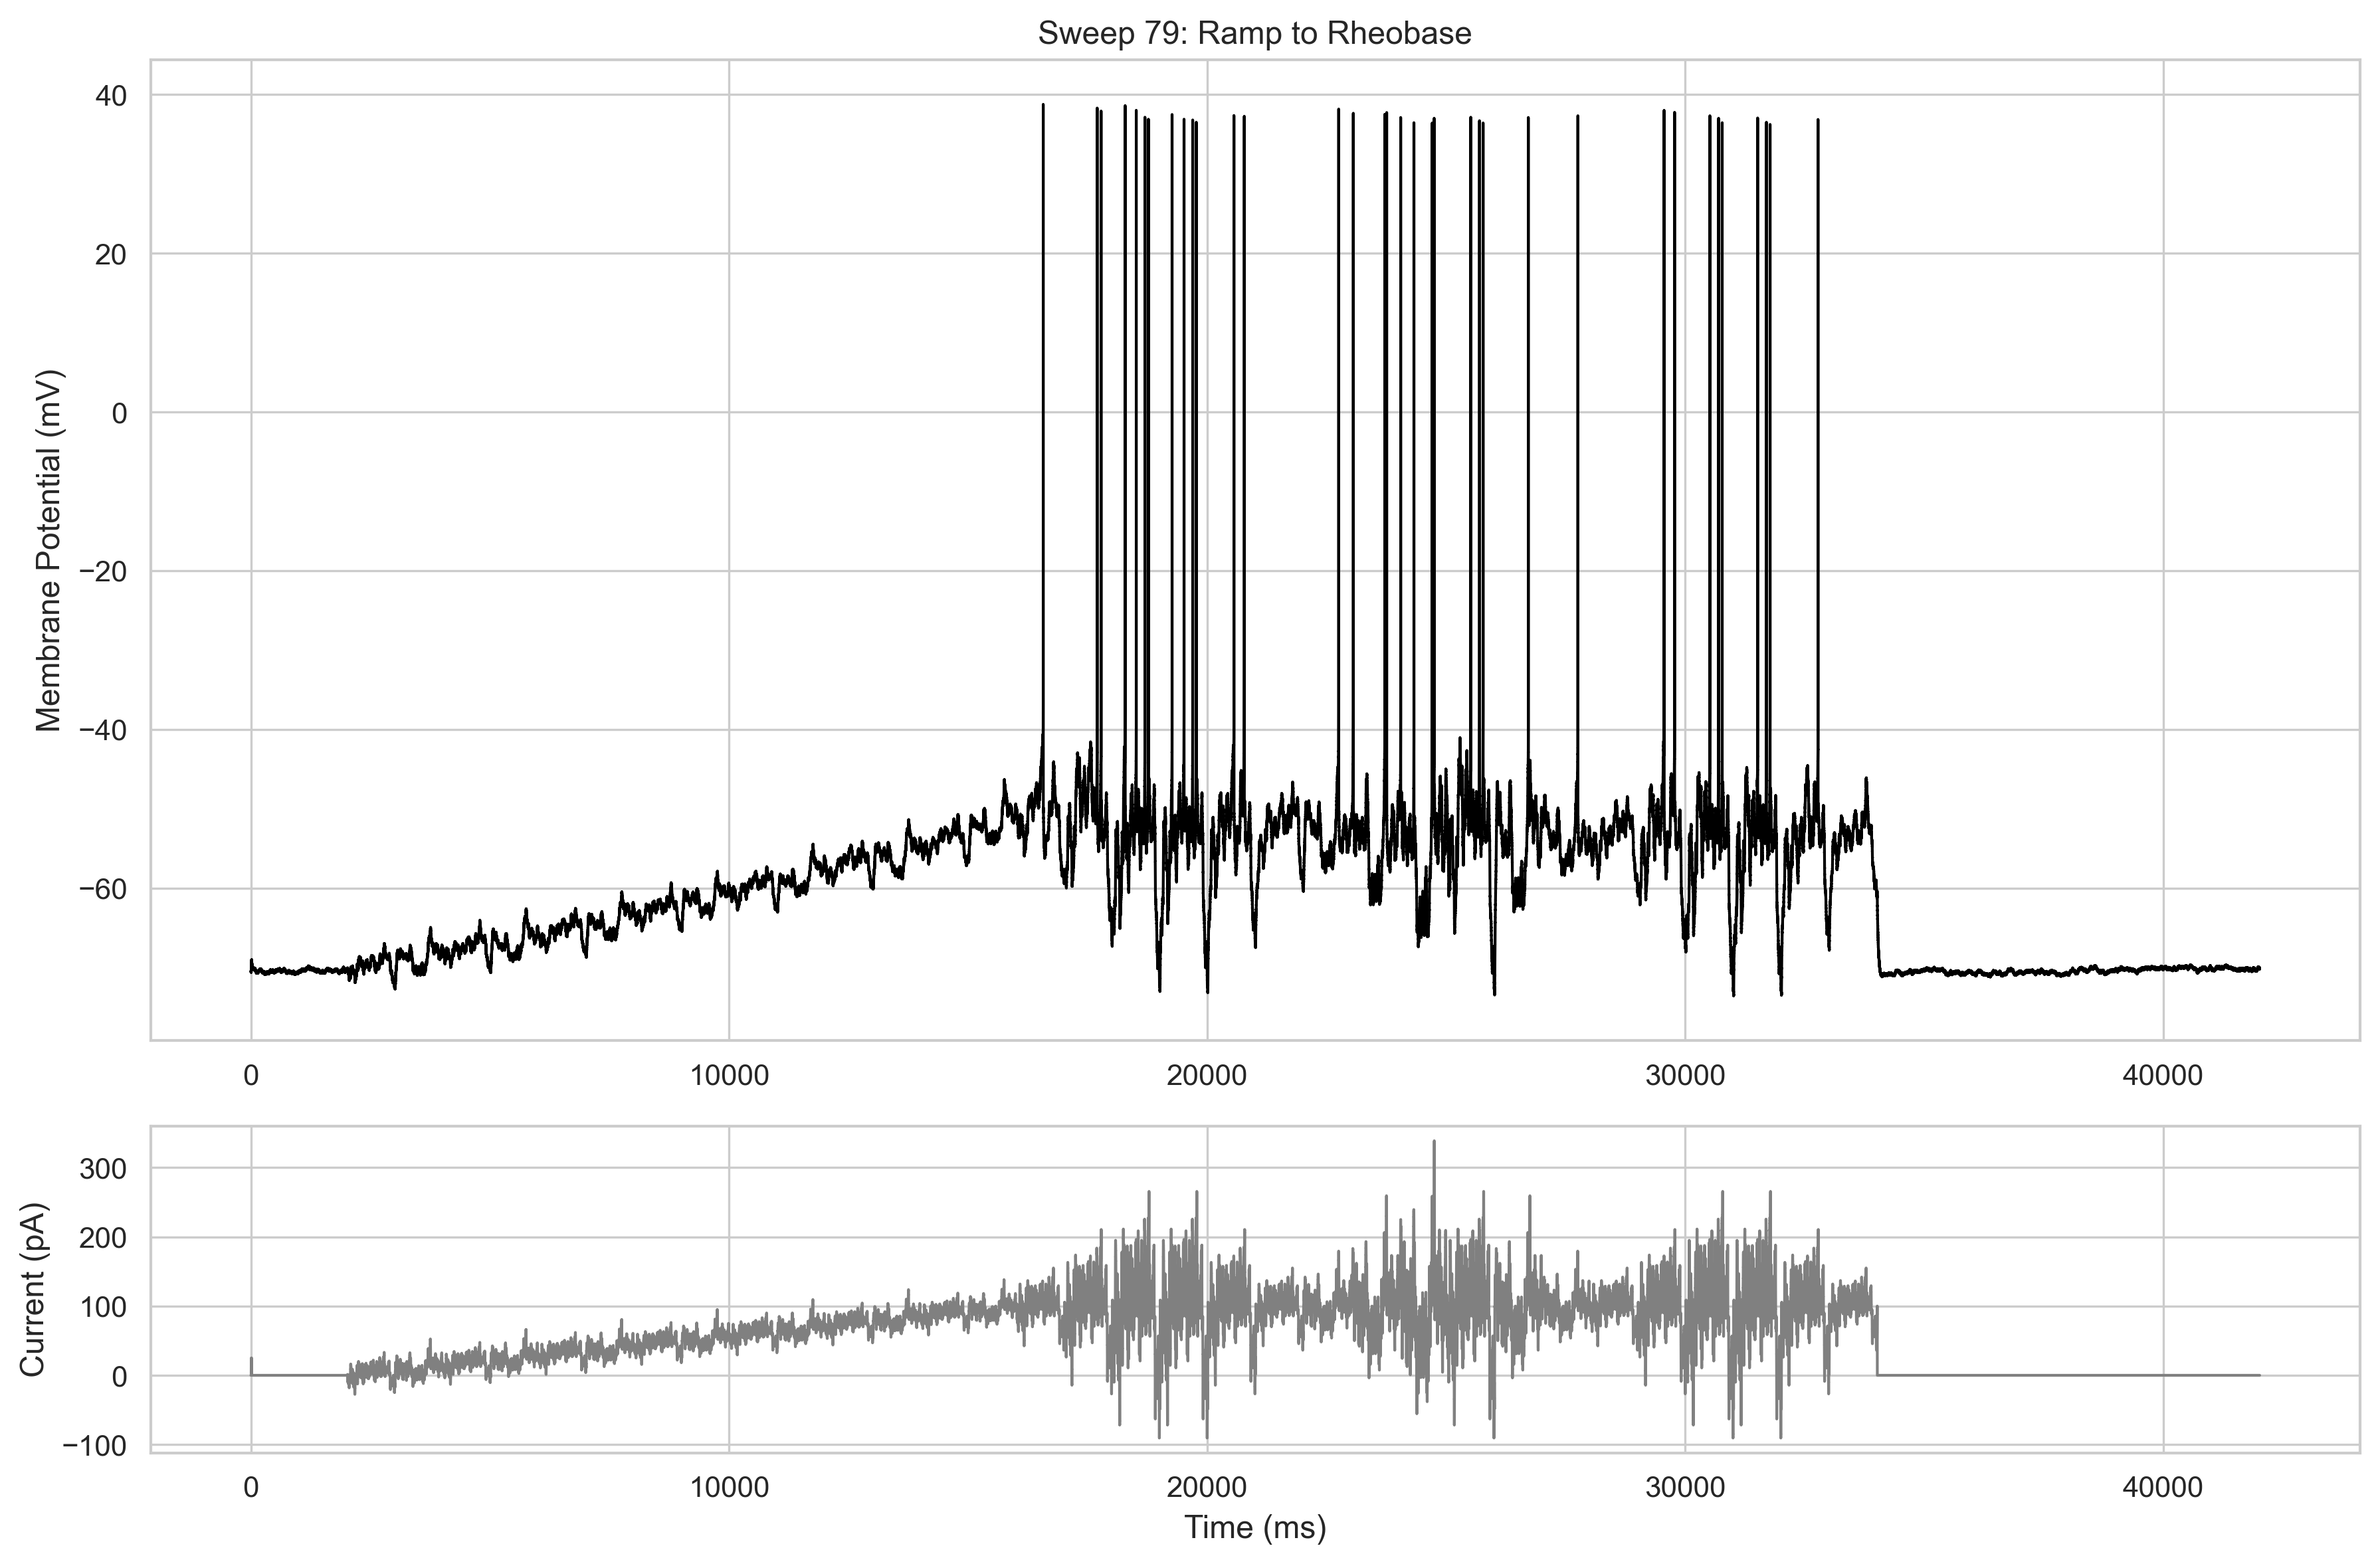 Sweep 79: Ramp to Rheobase
Membrane Potential (mV)
40
20
0
−20
−40
−60
0 10000 20000 30000 40000
Current (pA)
300
200
100
0
−100
0 10000 20000 30000 40000
Time (ms)